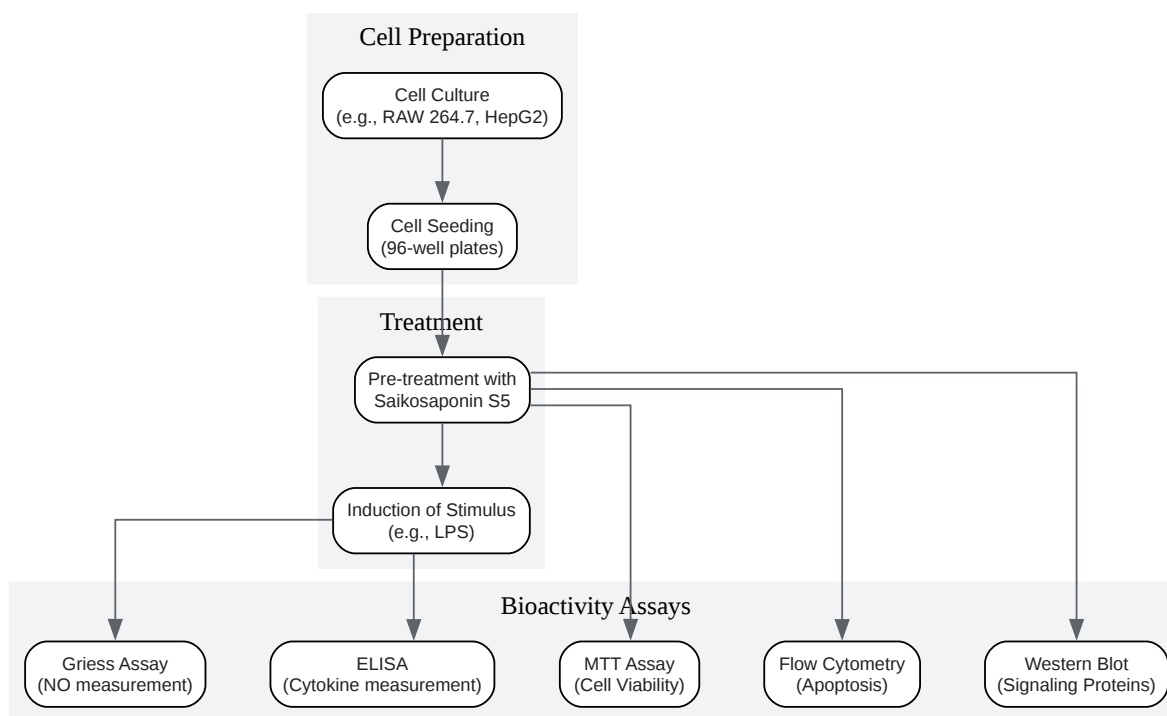 Cell Preparation
Cell Culture
(e.g., RAW 264.7, HepG2)
Cell Seeding
(96-well plates)
Treatment
Pre-treatment with
Saikosaponin S5
Induction of Stimulus
(e.g., LPS)
Bioactivity Assays
Griess Assay
(NO measurement)
ELISA
(Cytokine measurement)
MTT Assay
(Cell Viability)
Flow Cytometry
(Apoptosis)
Western Blot
(Signaling Proteins)